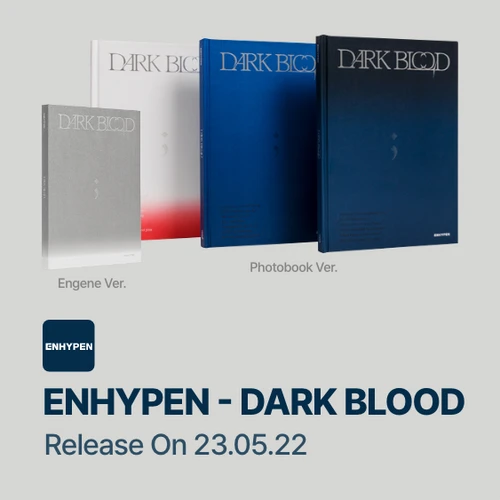 DARK BLOOD
DARK BLOOD
DARK BLOOD
DARK BLOOD
;
;
ENHYPEN
Photobook Ver.
Engene Ver.
ENHYPEN
ENHYPEN - DARK BLOOD
Release On 23.05.22